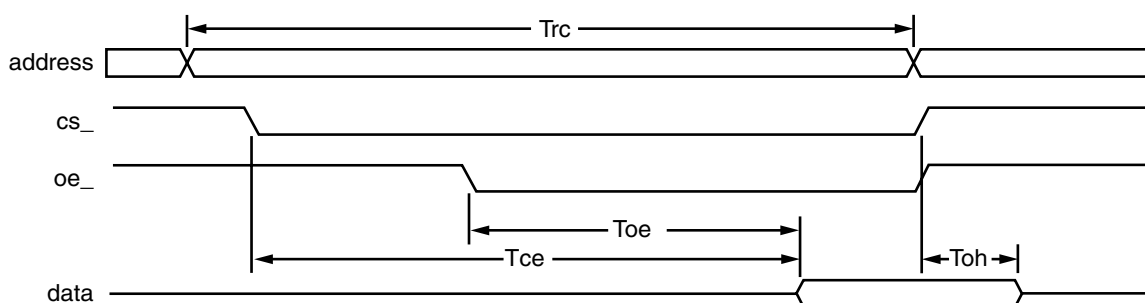 Trc
address
cs_
oe_
Toe
Tce
Toh
data